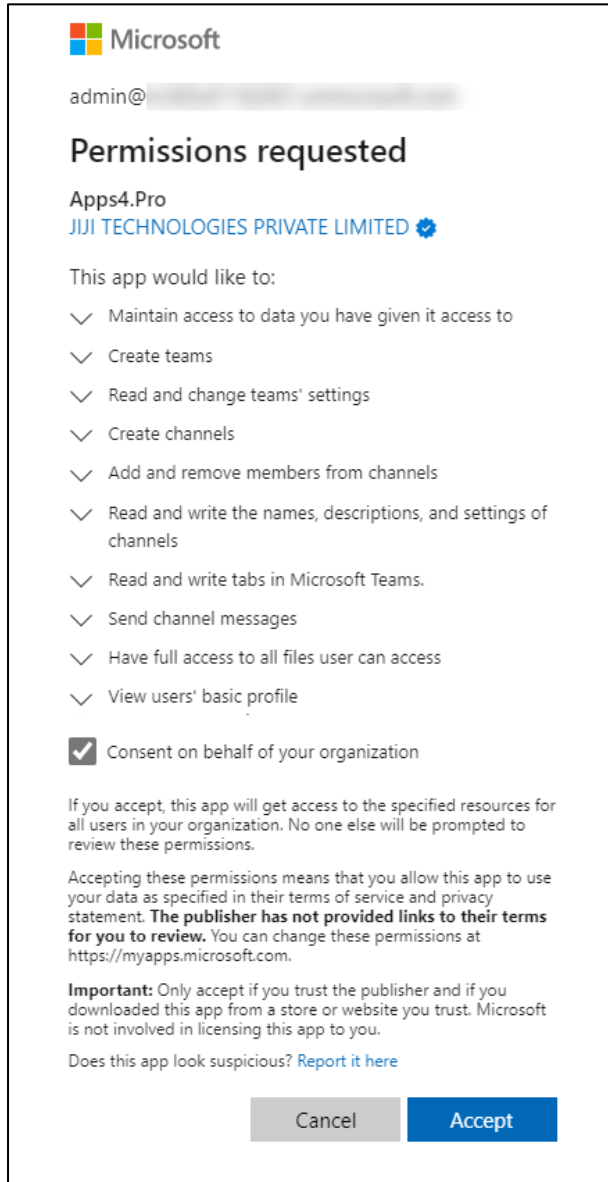 Microsoft
admin@
Permissions requested
Apps4.Pro
JIJI TECHNOLOGIES PRIVATE LIMITED
This app would like to:
Maintain access to data you have given it access to
Create teams
Read and change teams' settings
Create channels
Add and remove members from channels
Read and write the names, descriptions, and settings of
channels
Read and write tabs in Microsoft Teams.
Send channel messages
Have full access to all files user can access
View users' basic profile
Consent on behalf of your organization
If you accept, this app will get access to the specified resources for
all users in your organization. No one else will be prompted to
review these permissions.
Accepting these permissions means that you allow this app to use
your data as specified in their terms of service and privacy
statement. The publisher has not provided links to their terms
for you to review. You can change these permissions at
https://myapps.microsoft.com.
Important: Only accept if you trust the publisher and if you
downloaded this app from a store or website you trust. Microsoft
is not involved in licensing this app to you.
Does this app look suspicious? Report it here
Cancel
Accept